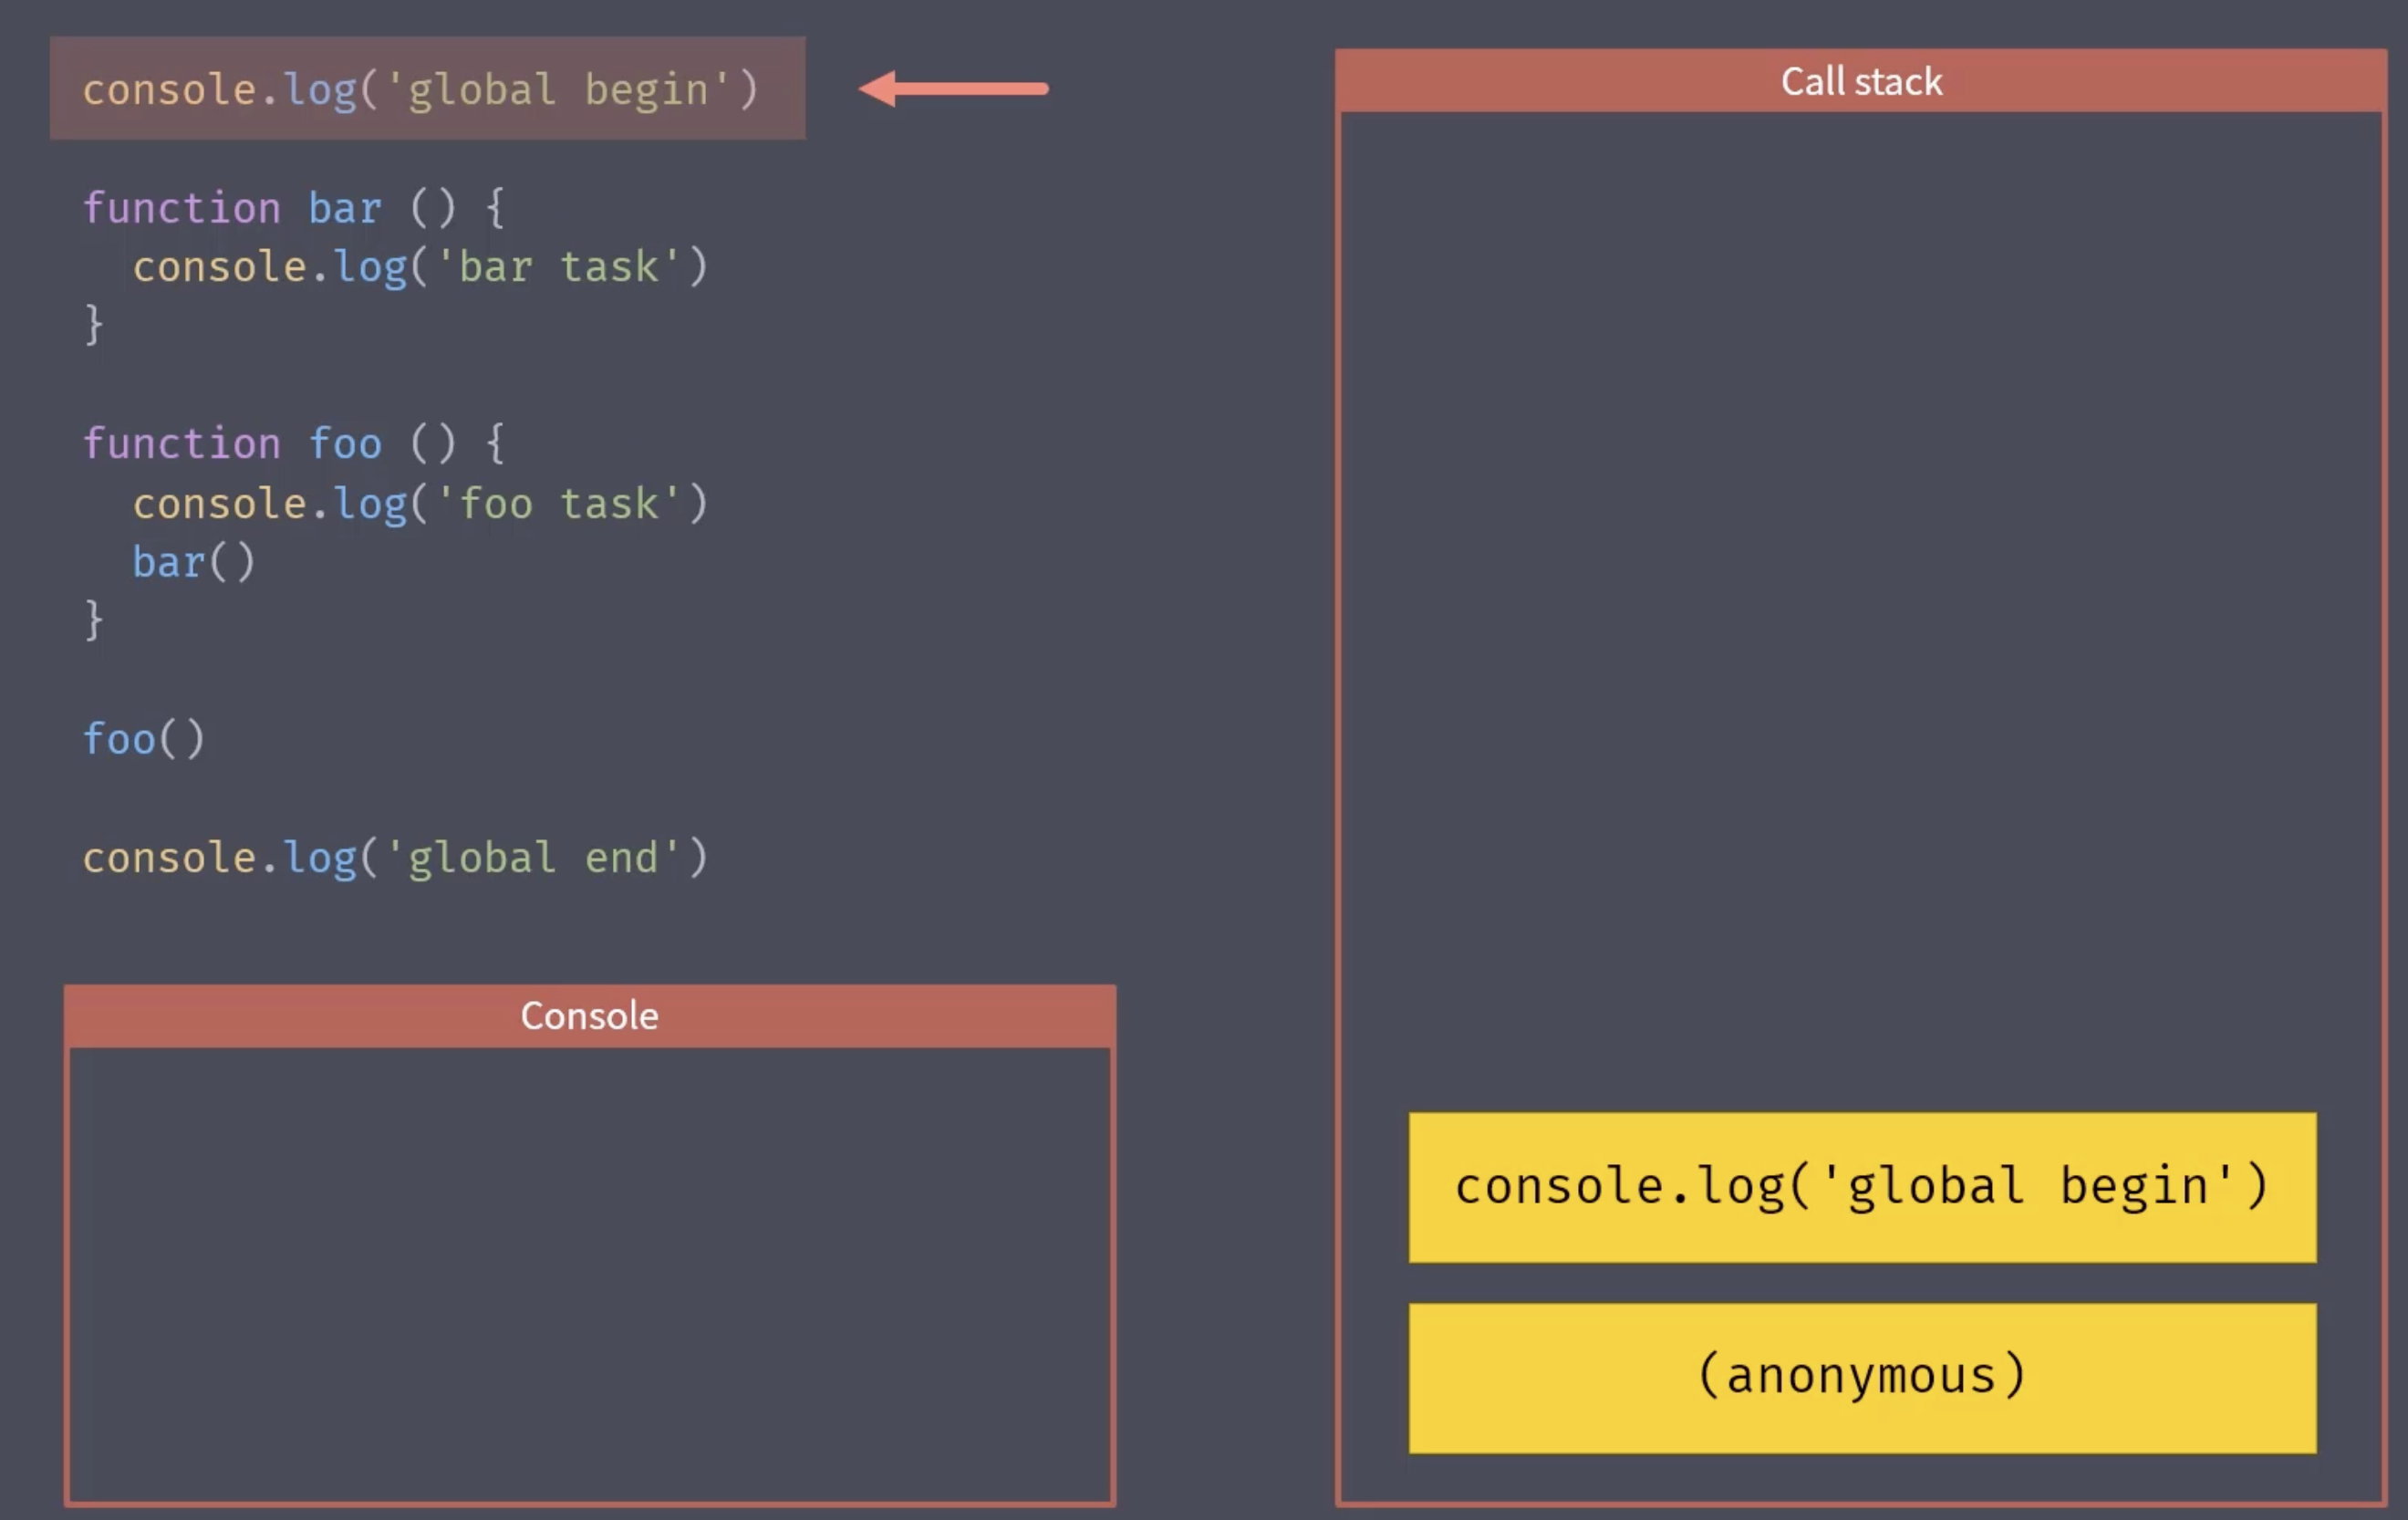 console.log('global begin')
function bar () {
  console.log('bar task')
}
function foo () {
  console.log('foo task')
  bar()
}
foo()
console.log('global end')
Console
Call stack
console.log('global begin')
(anonymous)